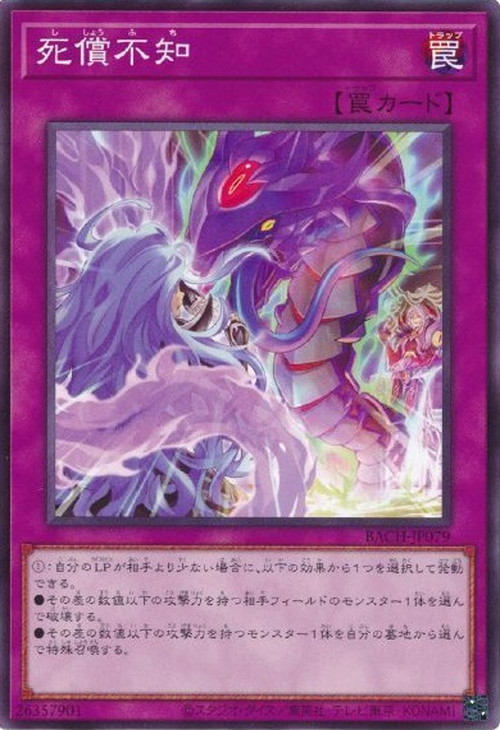 死償不知
罠
【罠カード】
BACH-JP079
①：自分のLPが相手より少ない場合に、以下の効果から1つを選択して発動
できる。
●その差の数値以下の攻撃力を持つ相手フィールドのモンスター1体を選ん
で破壊する。
●その差の数値以下の攻撃力を持つモンスター1体を自分の墓地から選ん
で特殊召喚する。
26357901 ©スタジオ・ダイス/集英社・テレビ東京・KONAMI